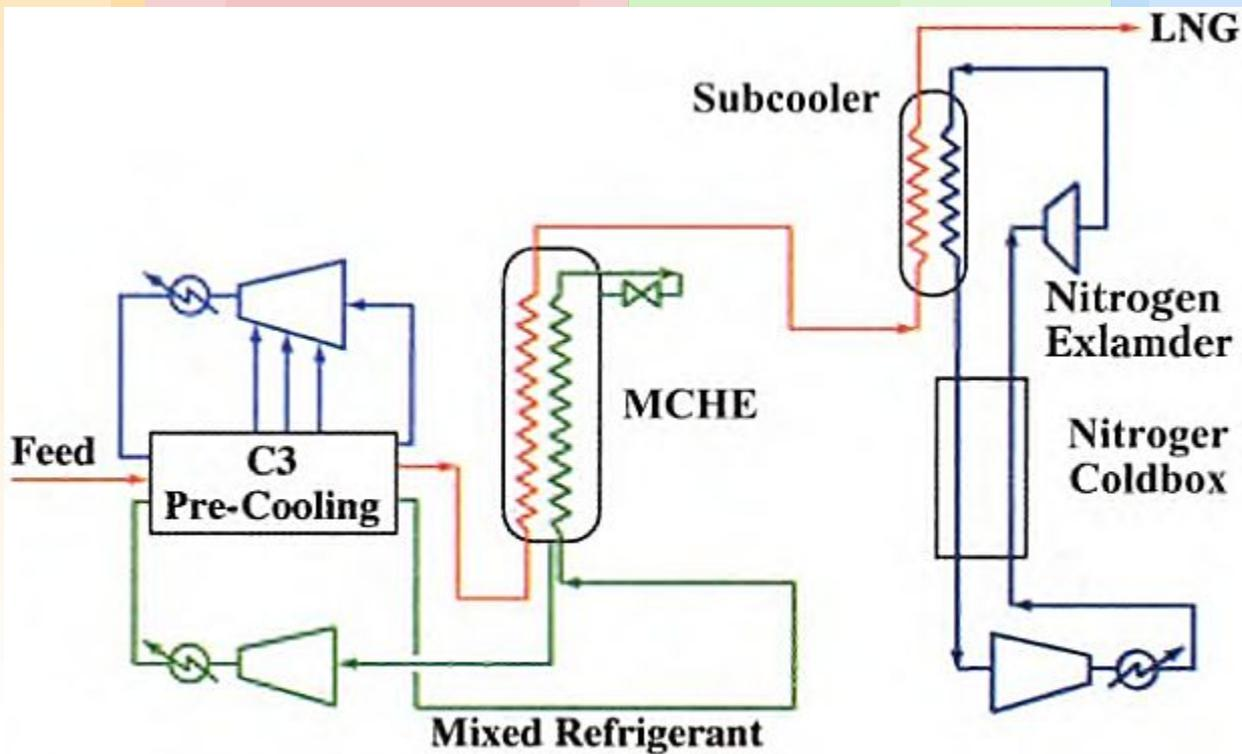 LNG
Subcooler
Nitrogen
Exlamder
MCHE
Feed
C3
Pre-Cooling
Nitroger
Coldbox
Mixed Refrigerant